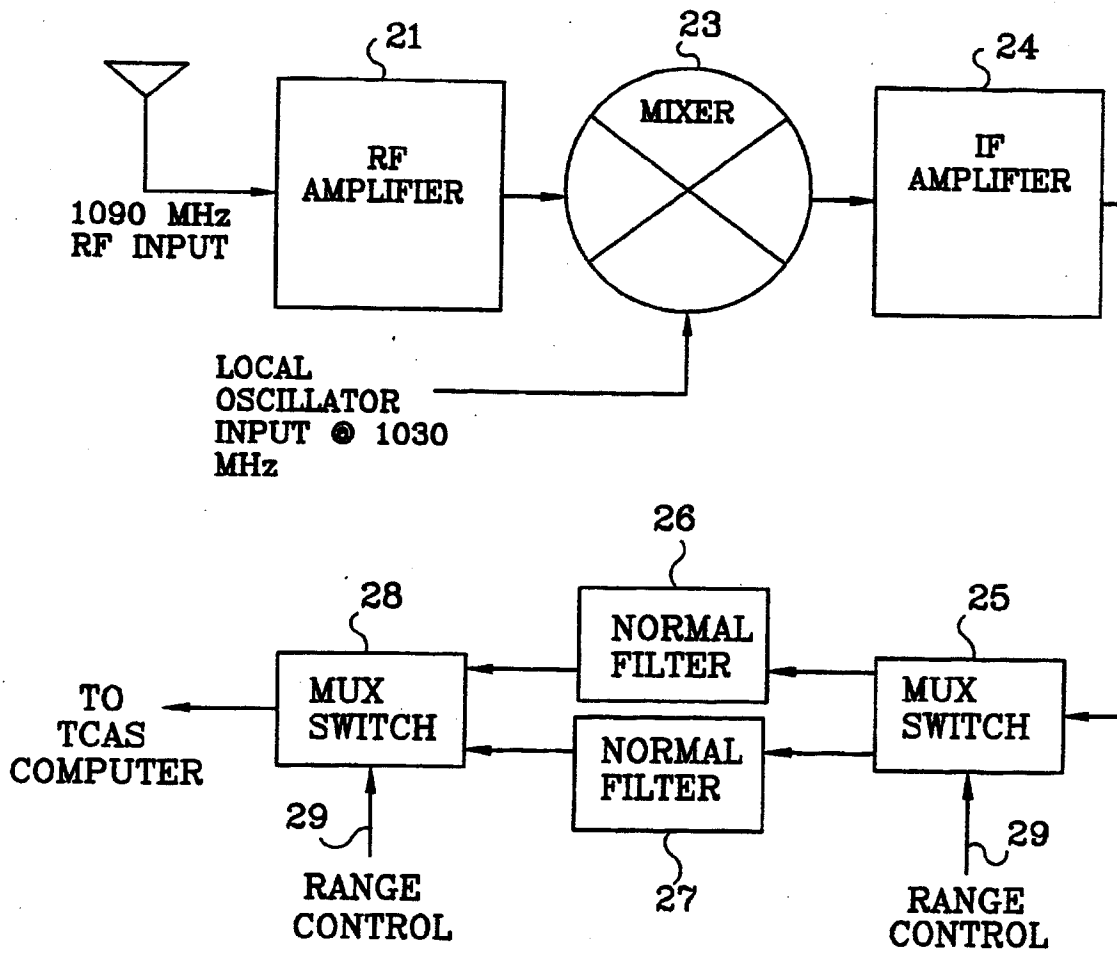 21
23
24
MIXER
RF
AMPLIFIER
IF
AMPLIFIER
1090 MHz
RF INPUT
LOCAL
OSCILLATOR
INPUT @ 1030
MHz
26
28
25
NORMAL
FILTER
MUX
SWITCH
MUX
SWITCH
TO
TCAS
COMPUTER
NORMAL
FILTER
29
29
27
RANGE
CONTROL
RANGE
CONTROL